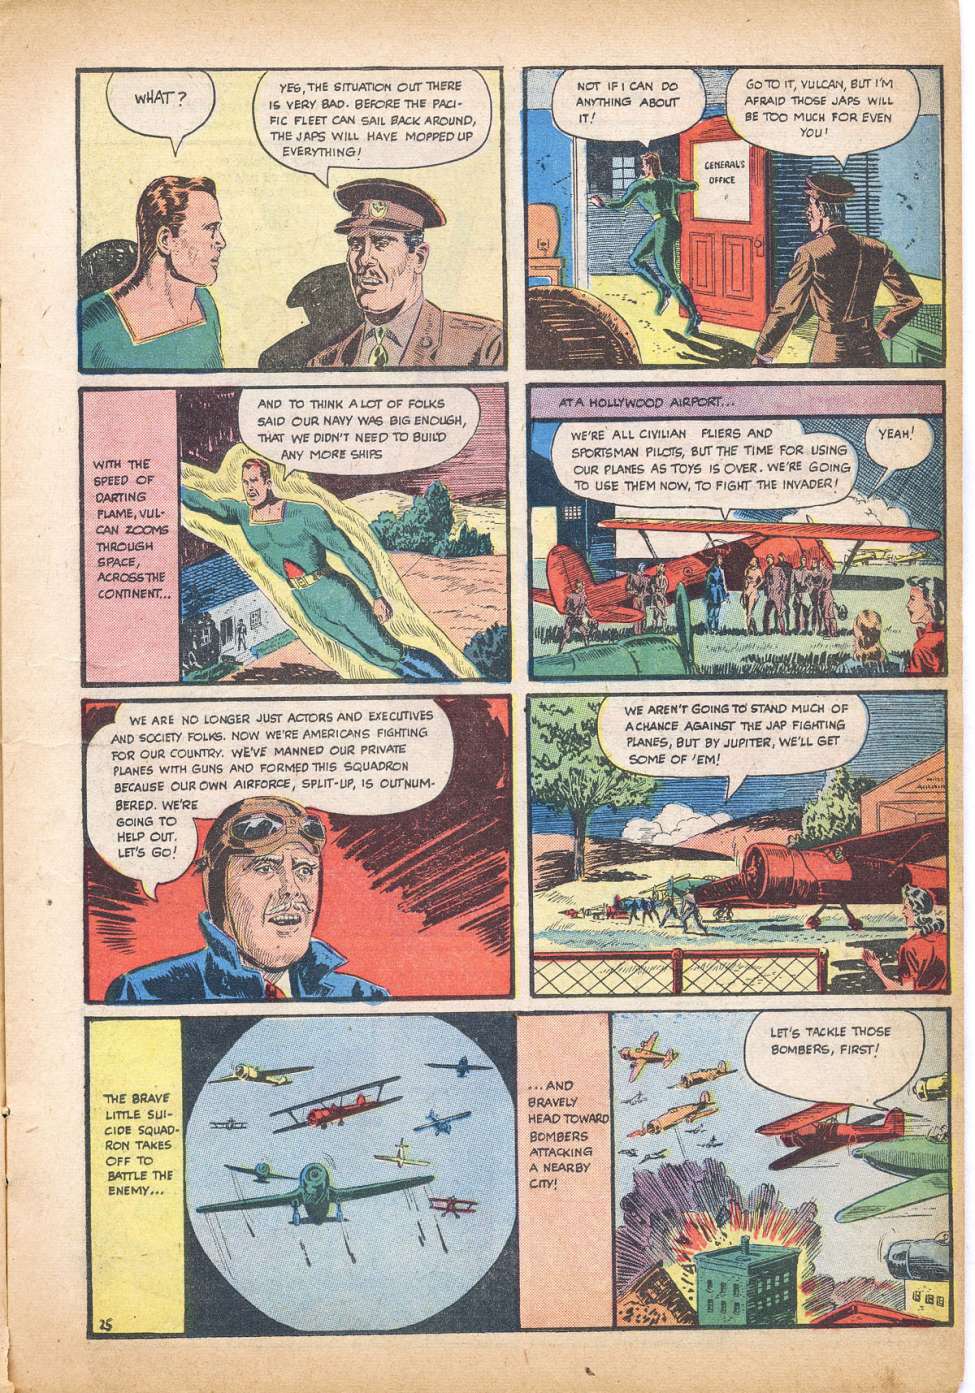 WHAT?
YES, THE SITUATION OUT THERE
IS VERY BAD. BEFORE THE PACI-
FIC FLEET CAN SAIL BACK AROUND,
THE JAPS WILL HAVE MOPPED UP
EVERYTHING!
NOT IF I CAN DO
ANYTHING ABOUT
IT!
GO TO IT, VULCAN, BUT I'M
AFRAID THOSE JAPS WILL
BE TOO MUCH FOR EVEN
YOU!
GENERAL'S
OFFICE
WITH THE
SPEED OF
DARTING
FLAME, VUL-
CAN ZOOMS
THROUGH
SPACE,
ACROSS THE
CONTINENT...
AND TO THINK A LOT OF FOLKS
SAID OUR NAVY WAS BIG ENOUGH,
THAT WE DIDN'T NEED TO BUILD
ANY MORE SHIPS
AT A HOLLYWOOD AIRPORT...
WE'RE ALL CIVILIAN FLIERS AND
SPORTSMAN PILOTS, BUT THE TIME FOR USING
OUR PLANES AS TOYS IS OVER. WE'RE GOING
TO USE THEM NOW, TO FIGHT THE INVADER!
YEAH!
WE ARE NO LONGER JUST ACTORS AND EXECUTIVES
AND SOCIETY FOLKS. NOW WE'RE AMERICANS FIGHTING
FOR OUR COUNTRY. WE'VE MANNED OUR PRIVATE
PLANES WITH GUNS AND FORMED THIS SQUADRON
BECAUSE OUR OWN AIRFORCE, SPLIT-UP, IS OUTNUM-
BERED. WE'RE
GOING TO
HELP OUT.
LET'S GO!
WE AREN'T GOING TO STAND MUCH OF
A CHANCE AGAINST THE JAP FIGHTING
PLANES, BUT BY JUPITER, WE'LL GET
SOME OF 'EM!
THE BRAVE
LITTLE SUI-
CIDE SQUAD-
RON TAKES
OFF TO
BATTLE THE
ENEMY...
...AND
BRAVELY
HEAD TOWARD
BOMBERS
ATTACKING
A NEARBY
CITY!
LET'S TACKLE THOSE
BOMBERS, FIRST!
25